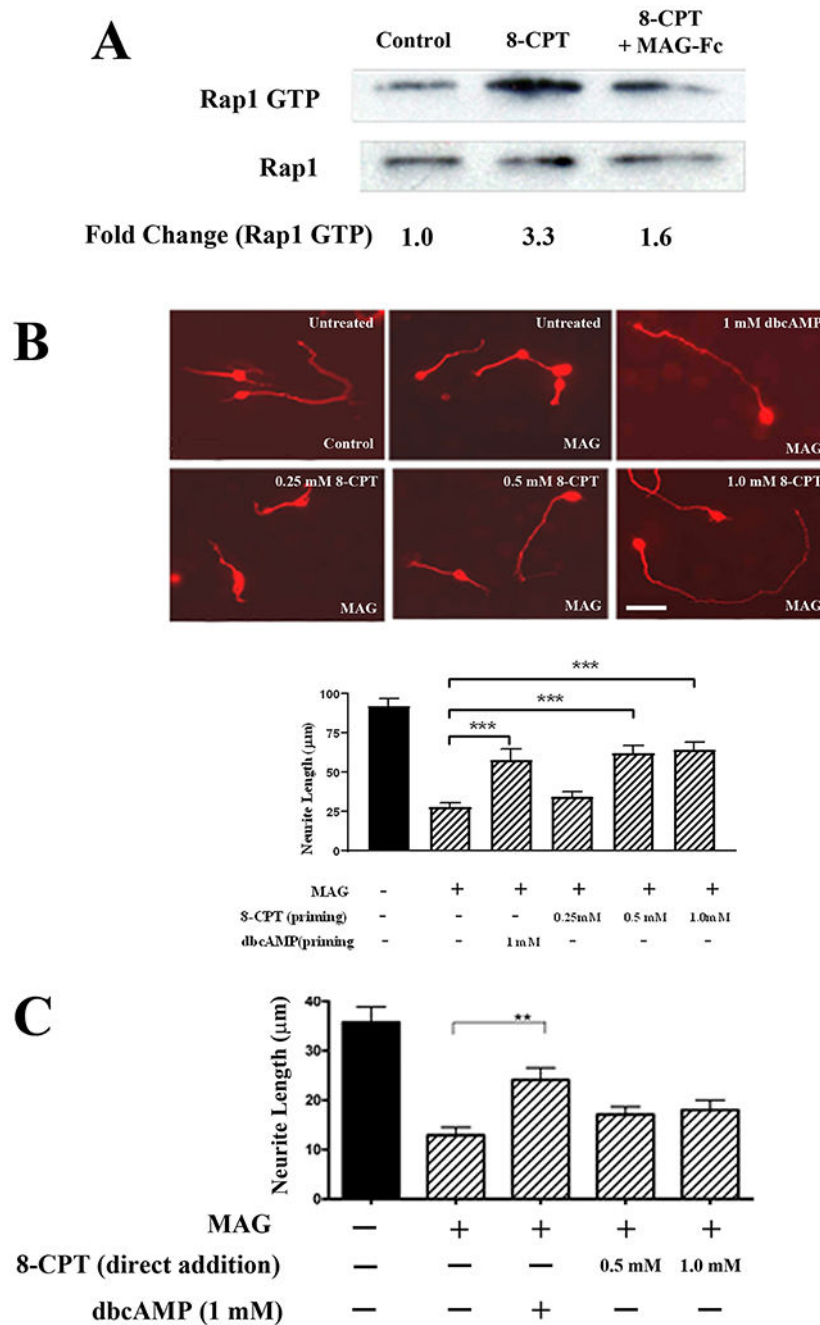 A
Control 8-CPT 8-CPT + MAG-Fc
Rap1 GTP
Rap1
Fold Change (Rap1 GTP) 1.0 3.3 1.6
B
Untreated
Control
Untreated
MAG
1 mM dbcAMP
MAG
0.25 mM 8-CPT
MAG
0.5 mM 8-CPT
MAG
1.0 mM 8-CPT
MAG
***
***
***
Neurite Length (μm)
100
75
50
25
0
MAG - + + + + +
8-CPT (priming) - - - 0.25mM 0.5 mM 1.0mM
dbcAMP(priming - - 1 mM - - -
C
**
Neurite Length (μm)
40
30
20
10
0
MAG — + + + +
8-CPT (direct addition) — — — 0.5 mM 1.0 mM
dbcAMP (1 mM) — — + — —